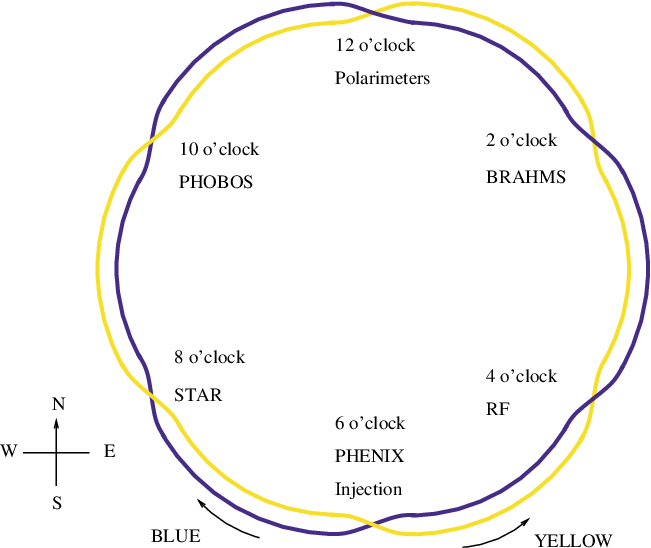 12 o'clock
Polarimeters
2 o'clock
BRAHMS
10 o'clock
PHOBOS
8 o'clock
STAR
4 o'clock
RF
6 o'clock
PHENIX
Injection
N
W E
S
BLUE
YELLOW